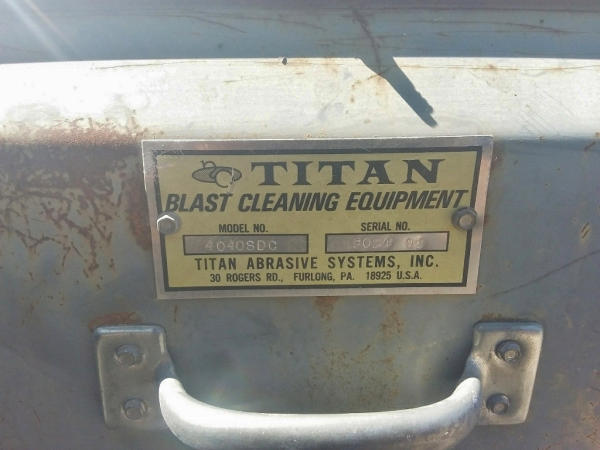 TITAN
BLAST CLEANING EQUIPMENT
MODEL NO. SERIAL NO.
4040SDC
TITAN ABRASIVE SYSTEMS, INC.
30 ROGERS RD., FURLONG, PA. 18925 U.S.A.